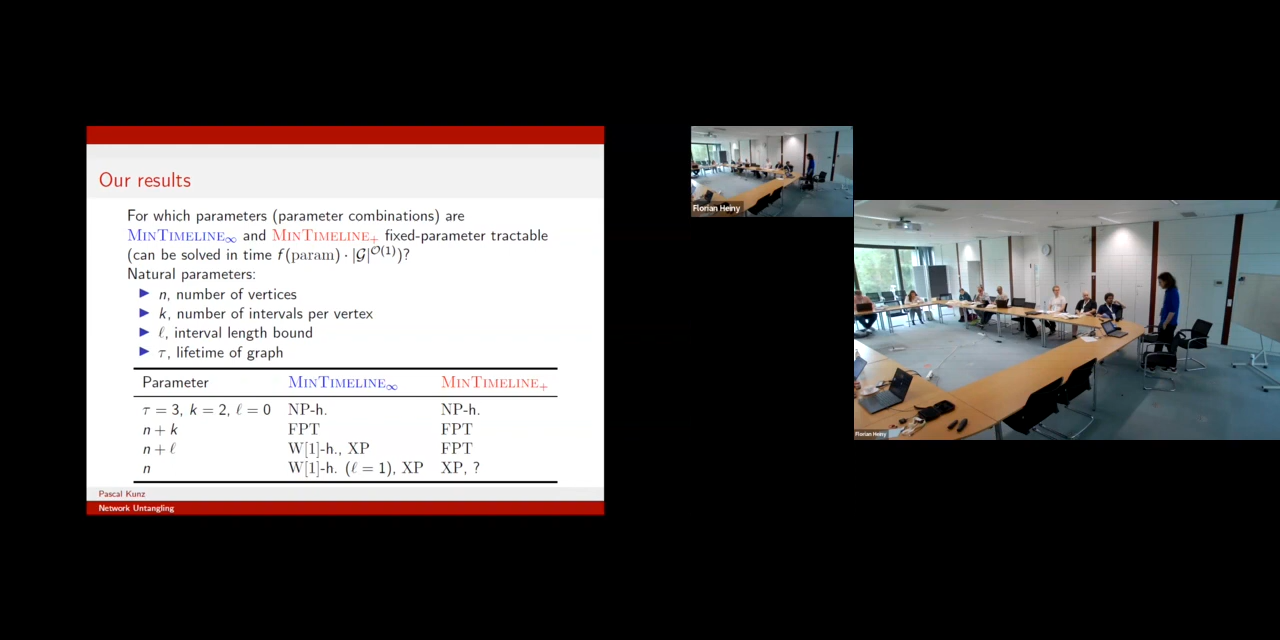 Our results
For which parameters (parameter combinations) are
MINTIMELINE∞ and MINTIMELINE+ fixed-parameter tractable
(can be solved in time f(param) · |𝒢|^𝒪(1))?
Natural parameters:
▶ n, number of vertices
▶ k, number of intervals per vertex
▶ ℓ, interval length bound
▶ τ, lifetime of graph
Parameter MINTIMELINE∞ MINTIMELINE+
τ = 3, k = 2, ℓ = 0 NP-h. NP-h.
n + k FPT FPT
n + ℓ W[1]-h., XP FPT
n W[1]-h. (ℓ = 1), XP XP, ?
Pascal Kunz
Network Untangling
Florian Heiny
Florian Heiny